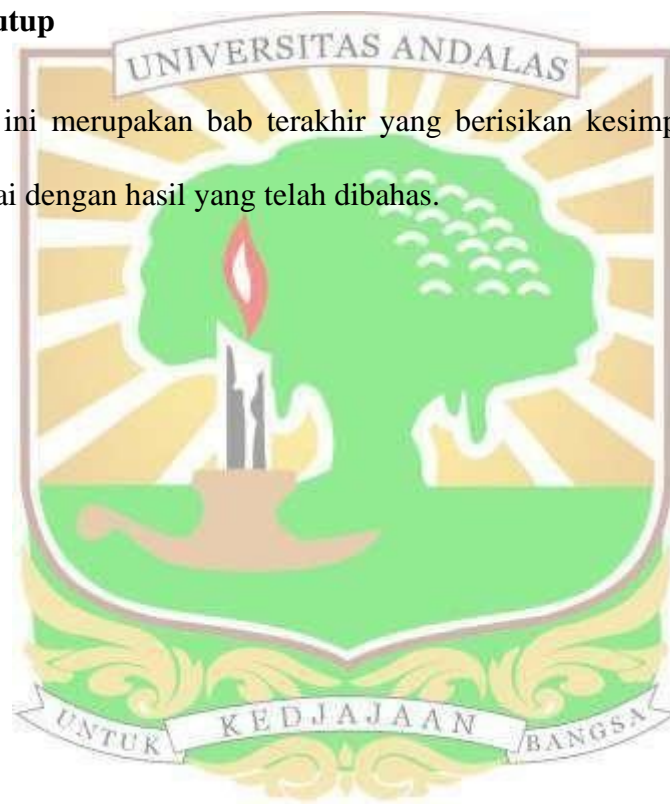 utup
UNIVERSITAS ANDALAS
ini merupakan bab terakhir yang berisikan kesimp
ai dengan hasil yang telah dibahas.
UNTUK KEDJAJAAN BANGSA